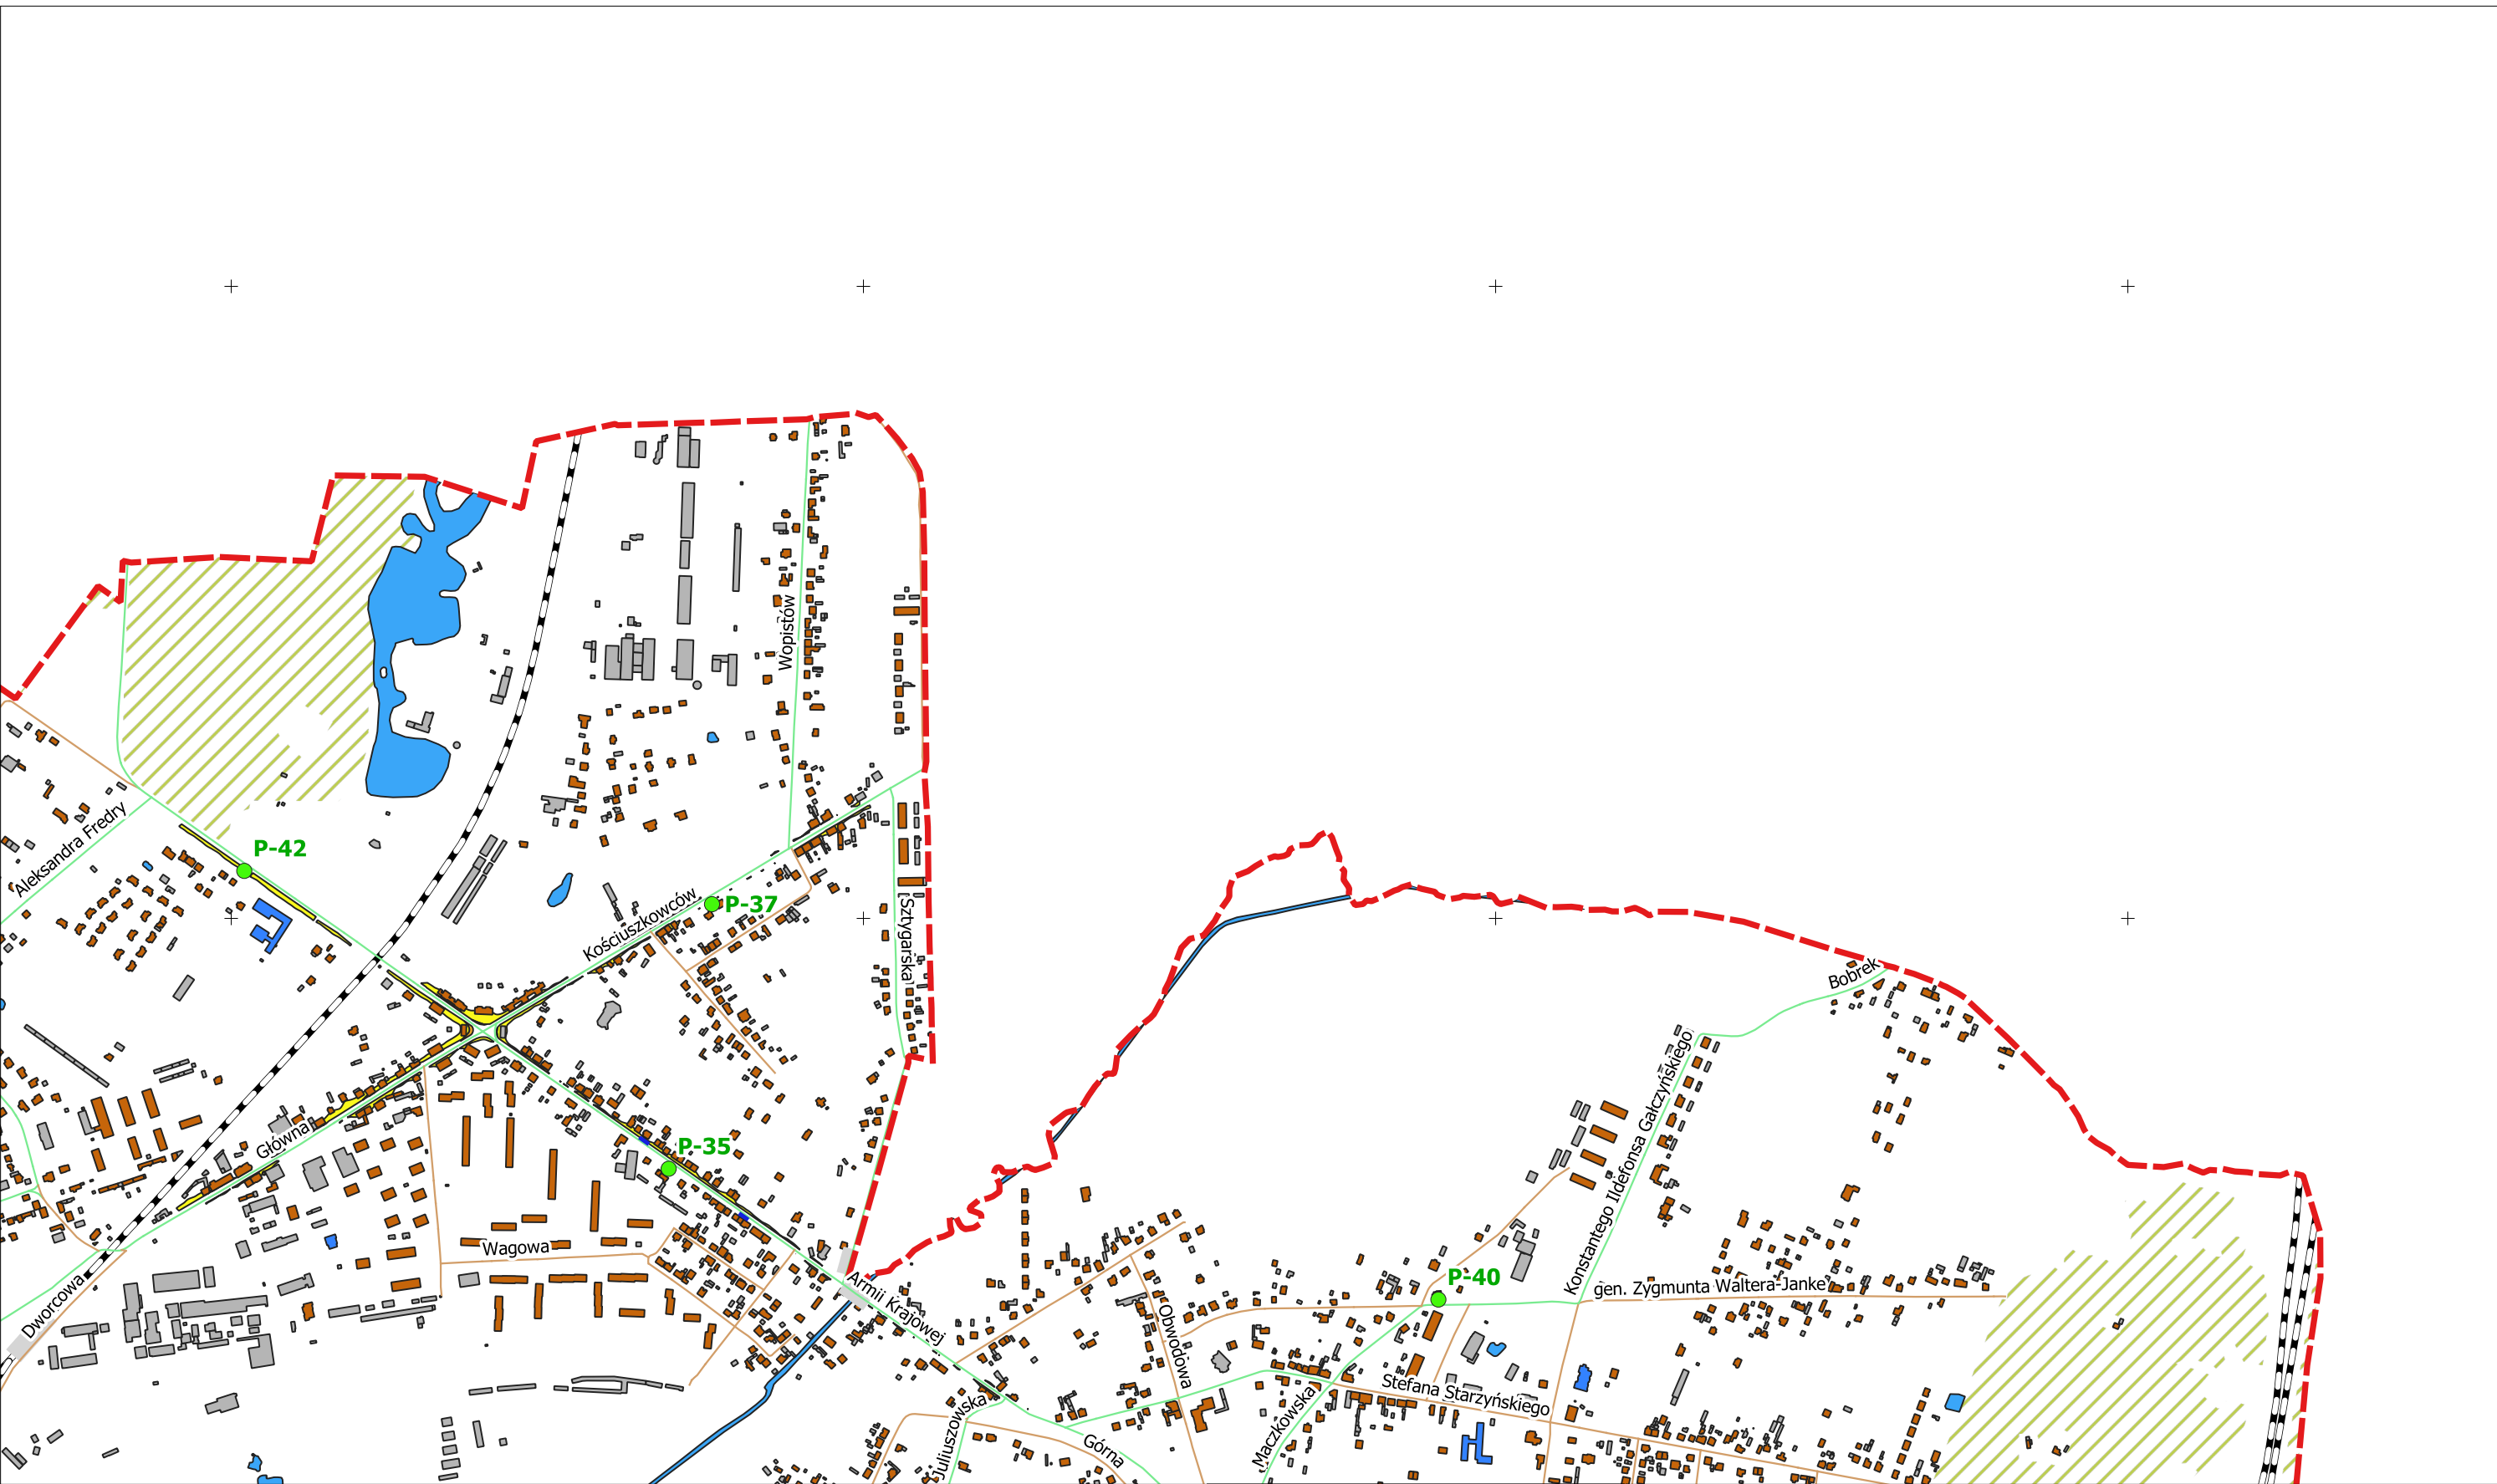 Wopistów
Aleksandra Fredry
P-42
Kościuszkowców
P-37
Sztygarska
Bobrek
Konstantego Ildefonsa Gałczyńskiego
Główna
P-35
Wagowa
Dworcowa
Armii Krajowej
P-40
gen. Zygmunta Waltera-Janke
Obwodowa
Stefana Starzyńskiego
Juliuszowska
Górna
Maczkowska